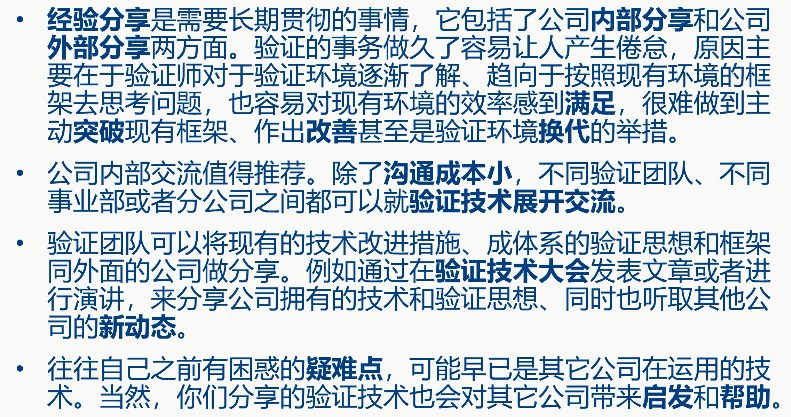 • 经验分享是需要长期贯彻的事情，它包括了公司内部分享和公司
外部分享两方面。验证的事务做久了容易让人产生倦怠，原因主
要在于验证师对于验证环境逐渐了解、趋向于按照现有环境的框
架去思考问题，也容易对现有环境的效率感到满足，很难做到主
动突破现有框架、作出改善甚至是验证环境换代的举措。
• 公司内部交流值得推荐。除了沟通成本小，不同验证团队、不同
事业部或者分公司之间都可以就验证技术展开交流。
• 验证团队可以将现有的技术改进措施、成体系的验证思想和框架
同外面的公司做分享。例如通过在验证技术大会发表文章或者进
行演讲，来分享公司拥有的技术和验证思想、同时也听取其他公
司的新动态。
• 往往自己之前有困惑的疑难点，可能早已是其它公司在运用的技
术。当然，你们分享的验证技术也会对其它公司带来启发和帮助。